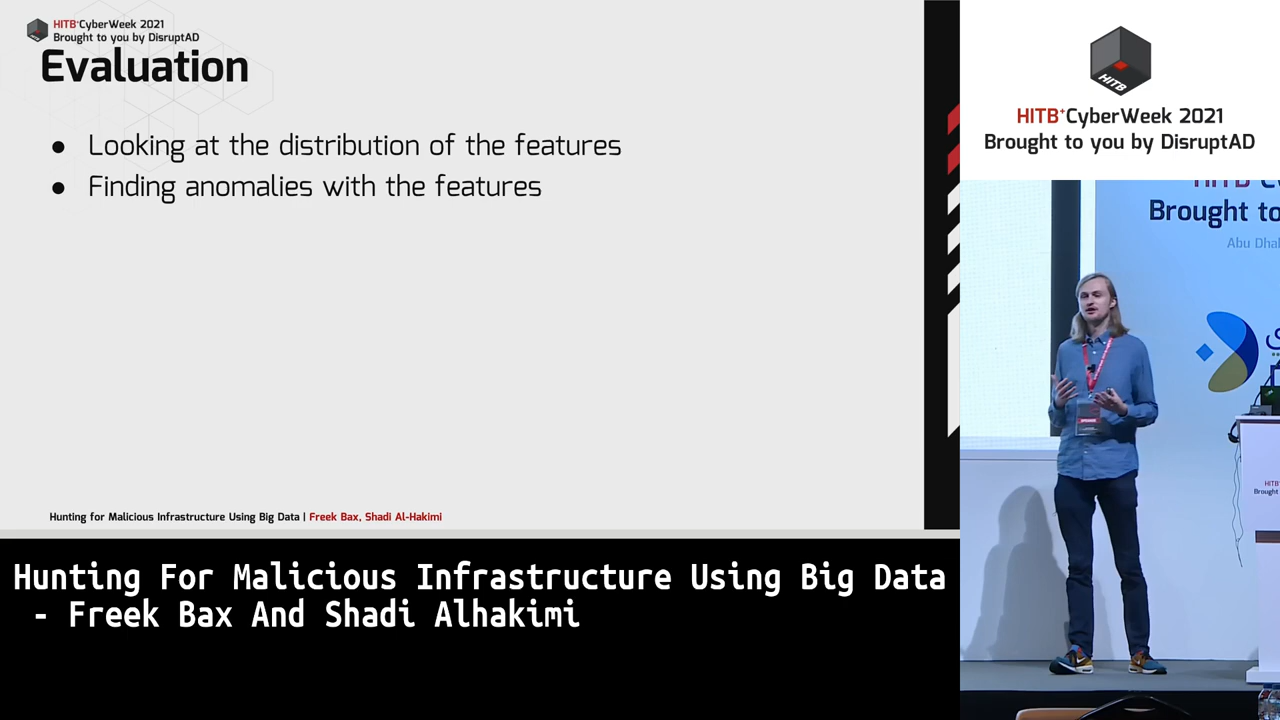 HITB+CyberWeek 2021
Brought to you by DisruptAD
Evaluation
● Looking at the distribution of the features
● Finding anomalies with the features
Hunting for Malicious Infrastructure Using Big Data | Freek Bax, Shadi Al-Hakimi
Hunting For Malicious Infrastructure Using Big Data
- Freek Bax And Shadi Alhakimi
HITB
HITB+CyberWeek 2021
Brought to you by DisruptAD
Brought to
Abu Dha
HITB
Brought